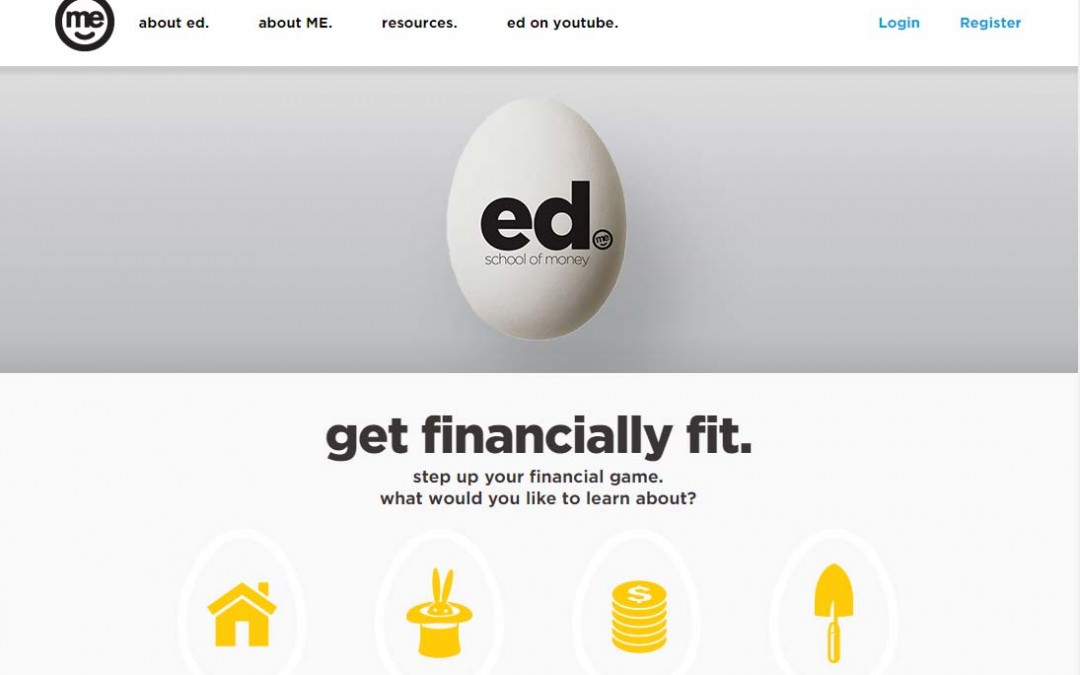 me
about ed.
about ME.
resources.
ed on youtube.
Login
Register
ed.
me
school of money
get financially fit.
step up your financial game.
what would you like to learn about?
$